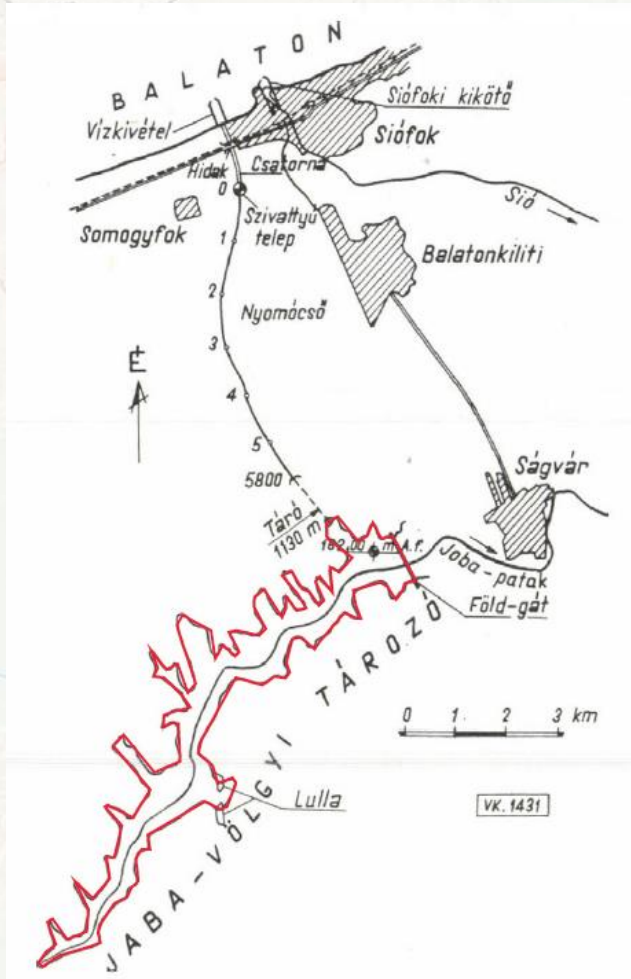 BALATON
Siófoki kikötő
Vízkivétel
Siófok
Hidak
Csatorna
0
Sió
Szivattyú
telep
Somogyfok
1
Balatonkiliti
2
Nyomócső
3
É
4
5
Ságvár
5800
Táró
1130 m
182,00 m.A.f.
Joba-patak
Föld-gát
JABA-VÖLGYI TÁROZÓ
0 1 2 3 km
Lulla
VK. 1431